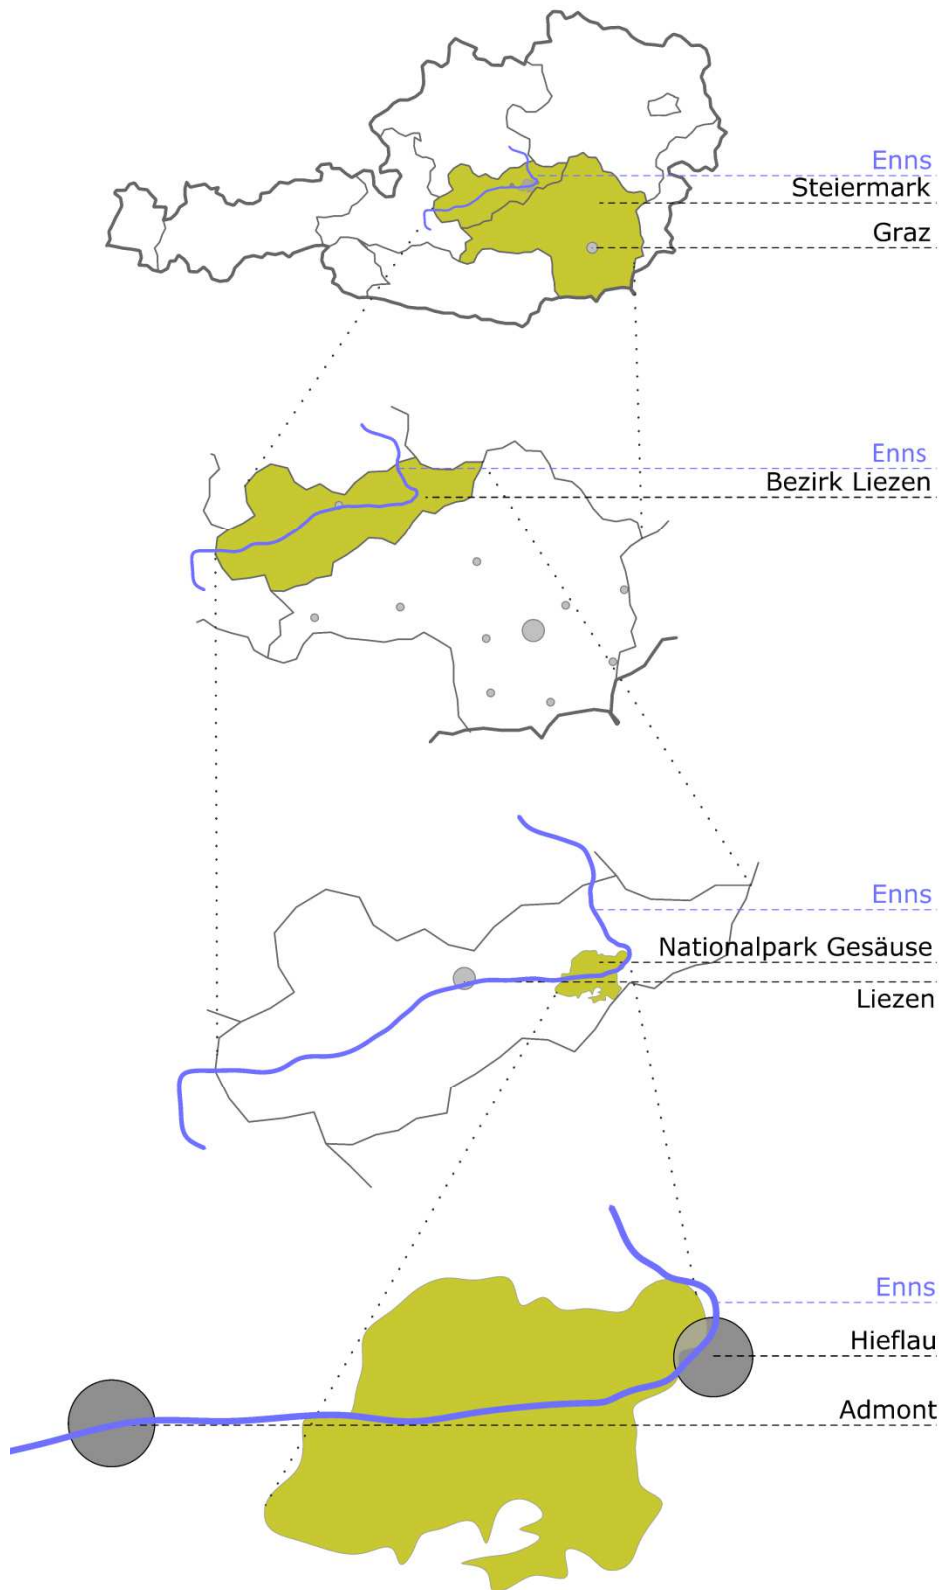 Enns
Steiermark
Graz
Enns
Bezirk Liezen
Enns
Nationalpark Gesäuse
Liezen
Enns
Hieflau
Admont